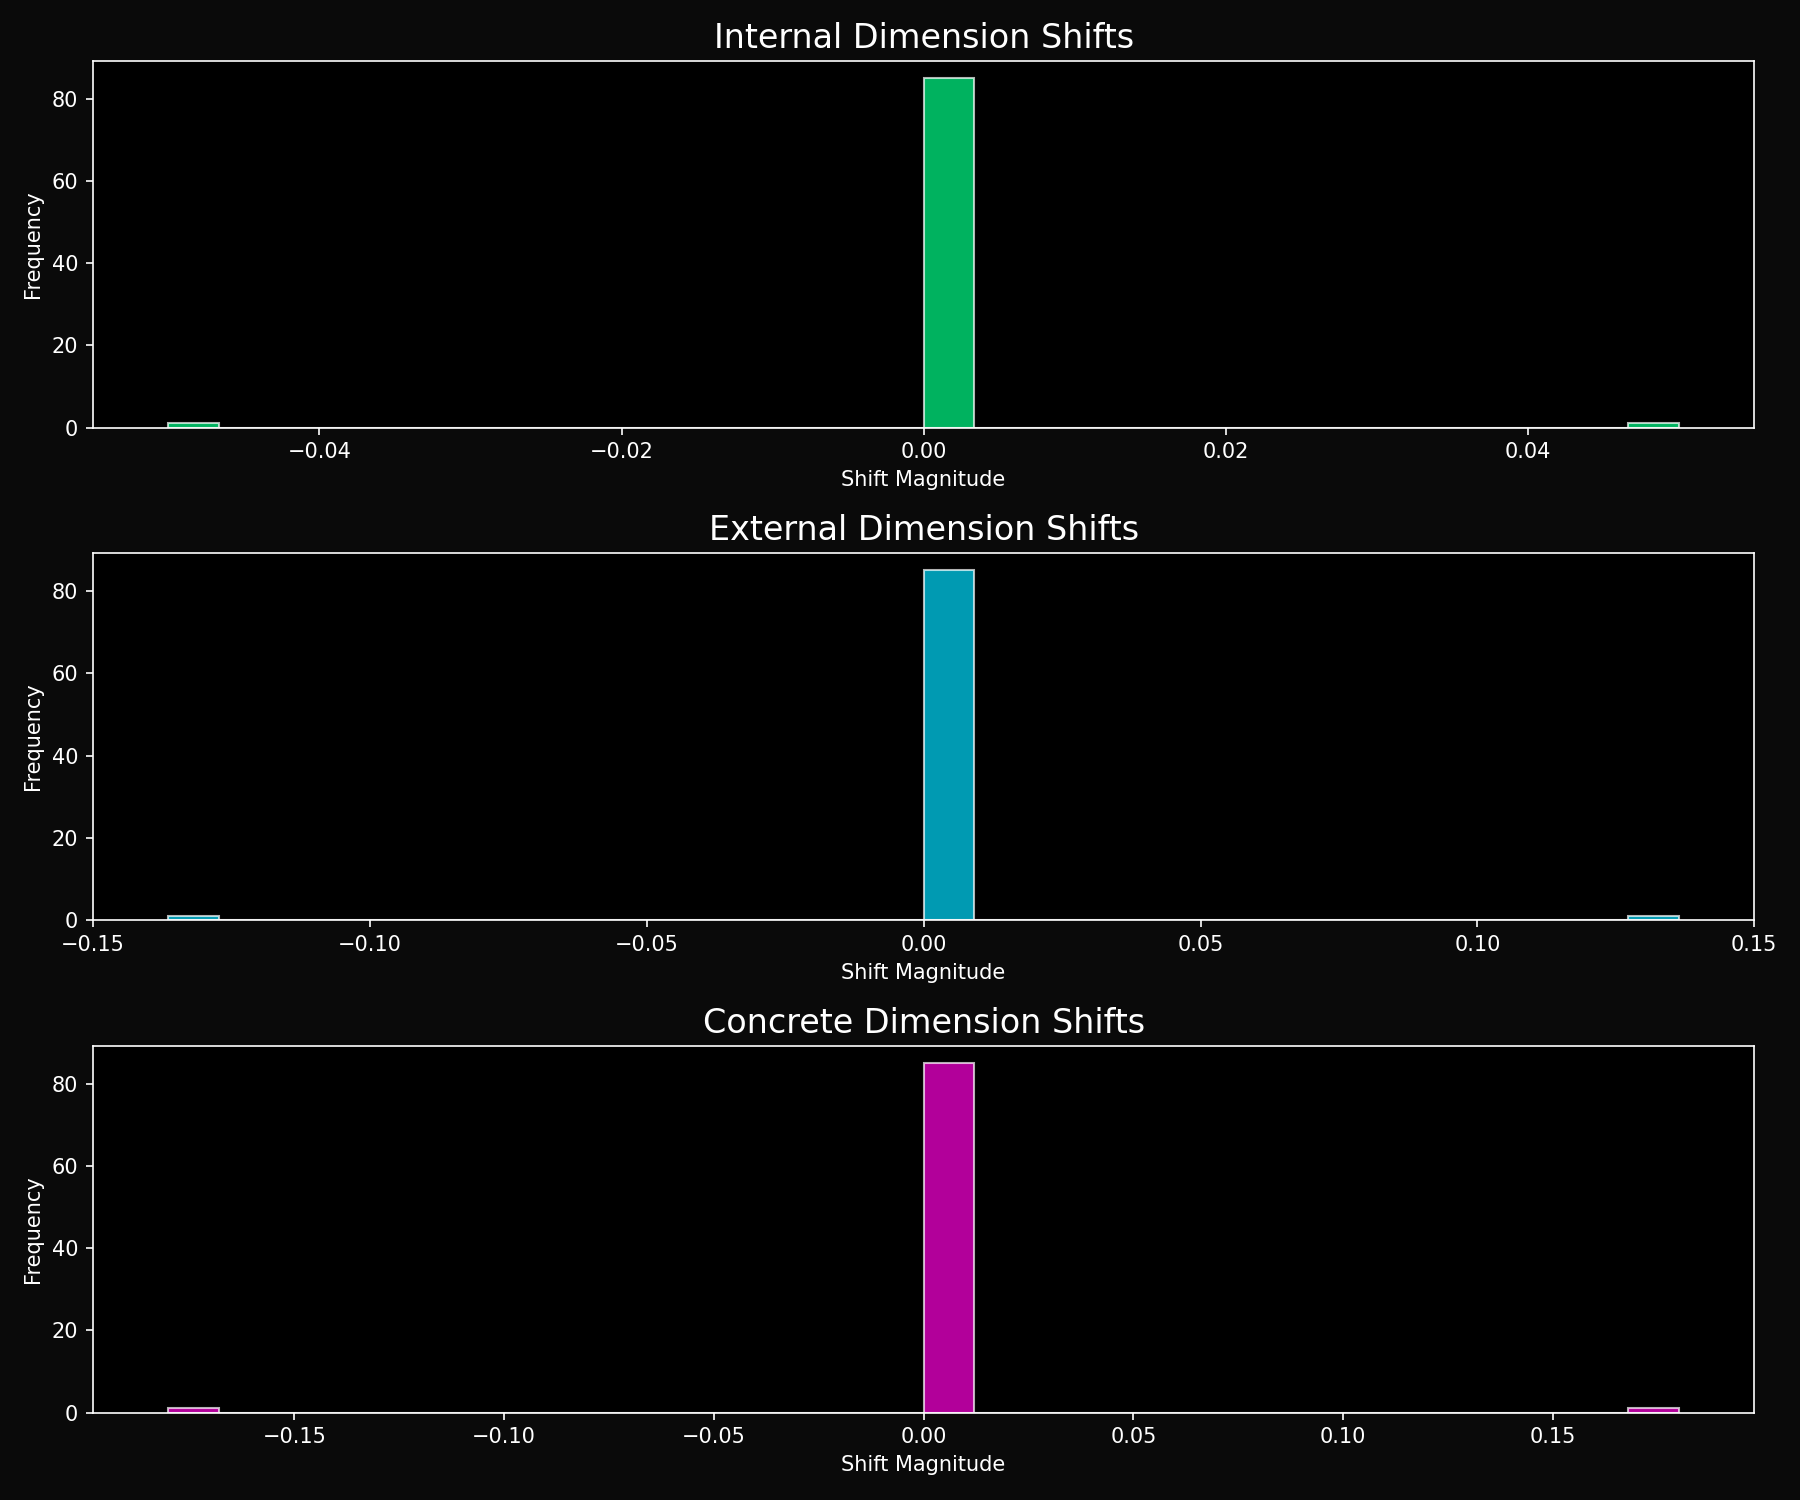 Internal Dimension Shifts
Frequency
80
60
40
20
0
−0.04 −0.02 0.00 0.02 0.04
Shift Magnitude
External Dimension Shifts
Frequency
80
60
40
20
0
−0.15 −0.10 −0.05 0.00 0.05 0.10 0.15
Shift Magnitude
Concrete Dimension Shifts
Frequency
80
60
40
20
0
−0.15 −0.10 −0.05 0.00 0.05 0.10 0.15
Shift Magnitude